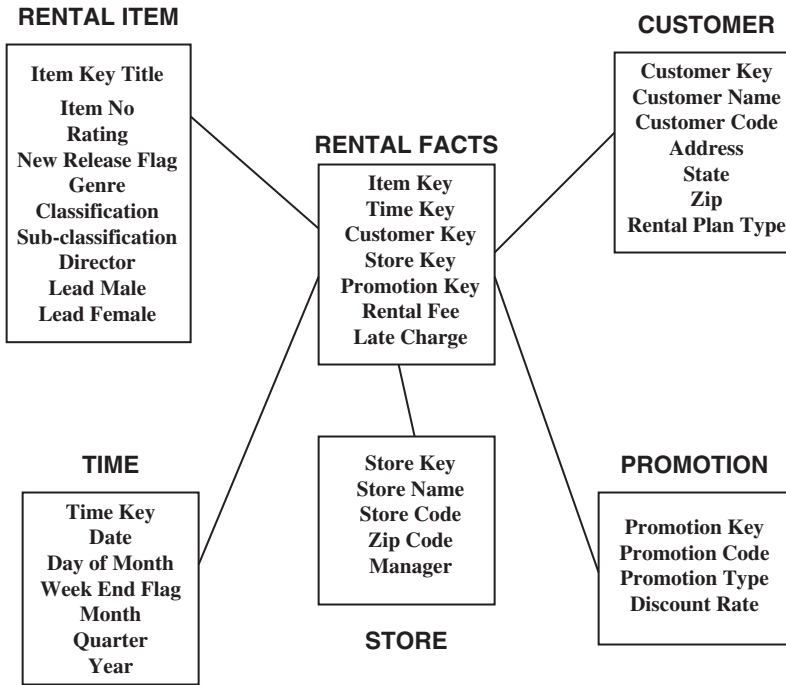 RENTAL ITEM
Item Key Title
Item No
Rating
New Release Flag
Genre
Classification
Sub-classification
Director
Lead Male
Lead Female
RENTAL FACTS
Item Key
Time Key
Customer Key
Store Key
Promotion Key
Rental Fee
Late Charge
CUSTOMER
Customer Key
Customer Name
Customer Code
Address
State
Zip
Rental Plan Type
TIME
Time Key
Date
Day of Month
Week End Flag
Month
Quarter
Year
Store Key
Store Name
Store Code
Zip Code
Manager
STORE
PROMOTION
Promotion Key
Promotion Code
Promotion Type
Discount Rate